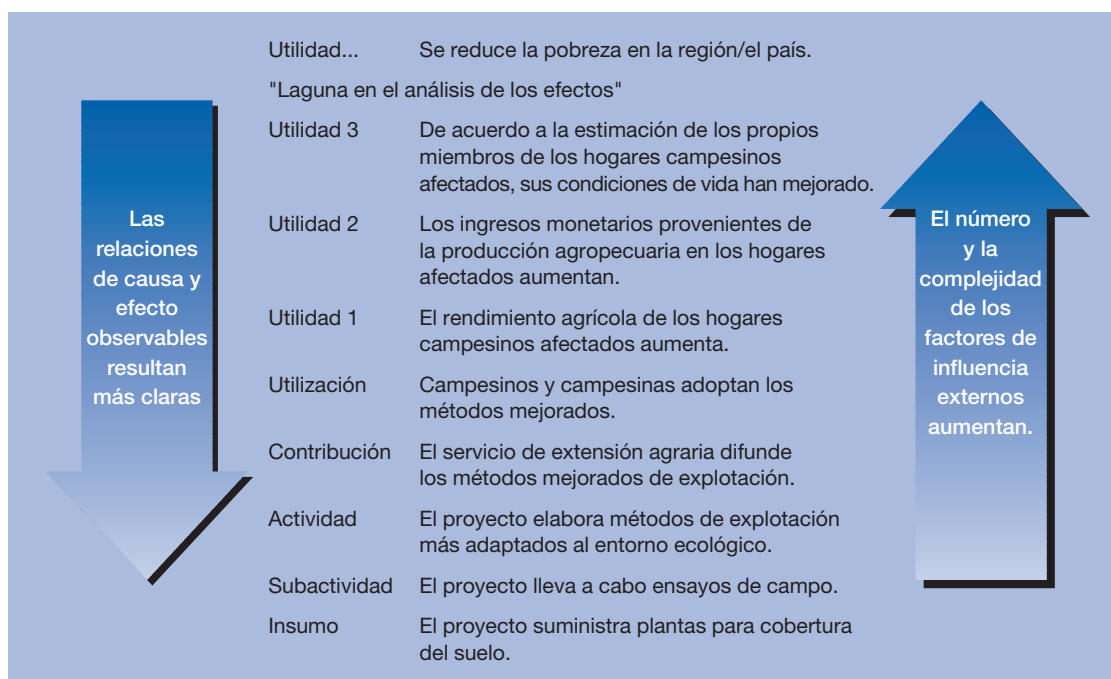 Utilidad... Se reduce la pobreza en la región/el país.
"Laguna en el análisis de los efectos"
Utilidad 3 De acuerdo a la estimación de los propios
miembros de los hogares campesinos
afectados, sus condiciones de vida han mejorado.
Utilidad 2 Los ingresos monetarios provenientes de
la producción agropecuaria en los hogares
afectados aumentan.
Utilidad 1 El rendimiento agrícola de los hogares
campesinos afectados aumenta.
Utilización Campesinos y campesinas adoptan los
métodos mejorados.
Contribución El servicio de extensión agraria difunde
los métodos mejorados de explotación.
Actividad El proyecto elabora métodos de explotación
más adaptados al entorno ecológico.
Subactividad El proyecto lleva a cabo ensayos de campo.
Insumo El proyecto suministra plantas para cobertura
del suelo.
Las
relaciones
de causa y
efecto
observables
resultan
más claras
El número
y la
complejidad
de los
factores de
influencia
externos
aumentan.